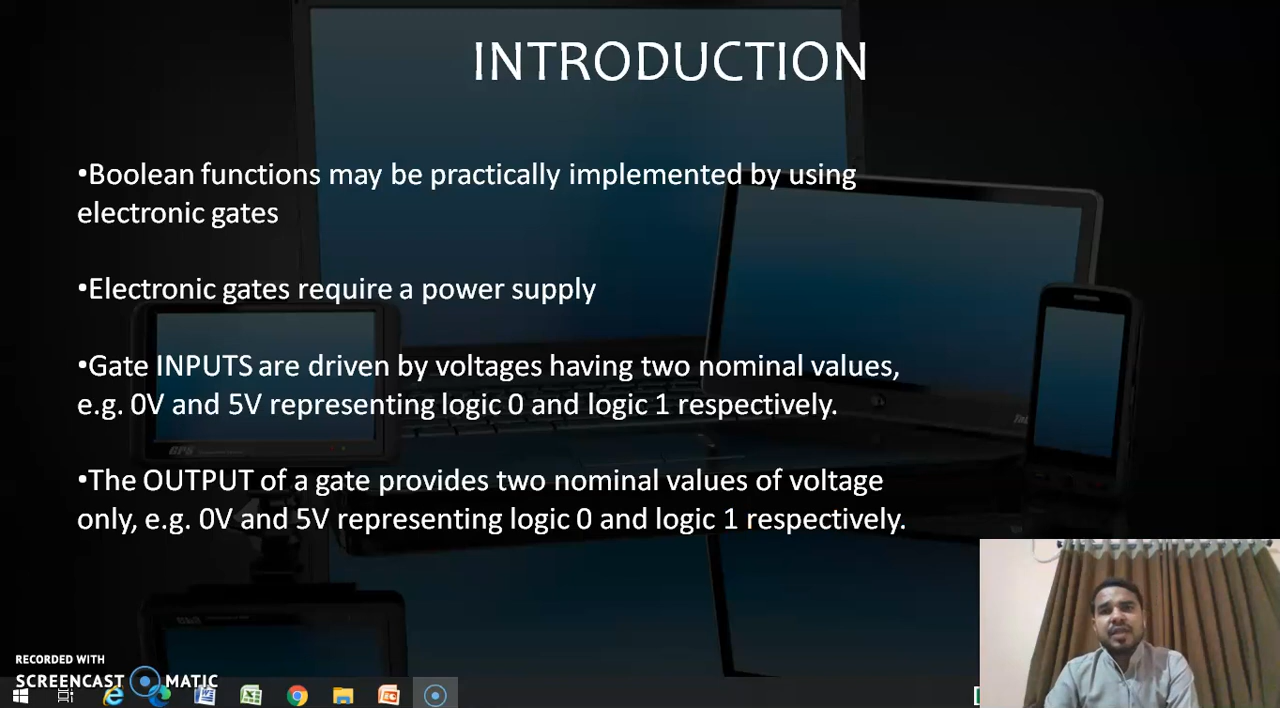 INTRODUCTION
•Boolean functions may be practically implemented by using
electronic gates
•Electronic gates require a power supply
•Gate INPUTS are driven by voltages having two nominal values,
e.g. 0V and 5V representing logic 0 and logic 1 respectively.
•The OUTPUT of a gate provides two nominal values of voltage
only, e.g. 0V and 5V representing logic 0 and logic 1 respectively.
RECORDED WITH
SCREENCAST MATIC